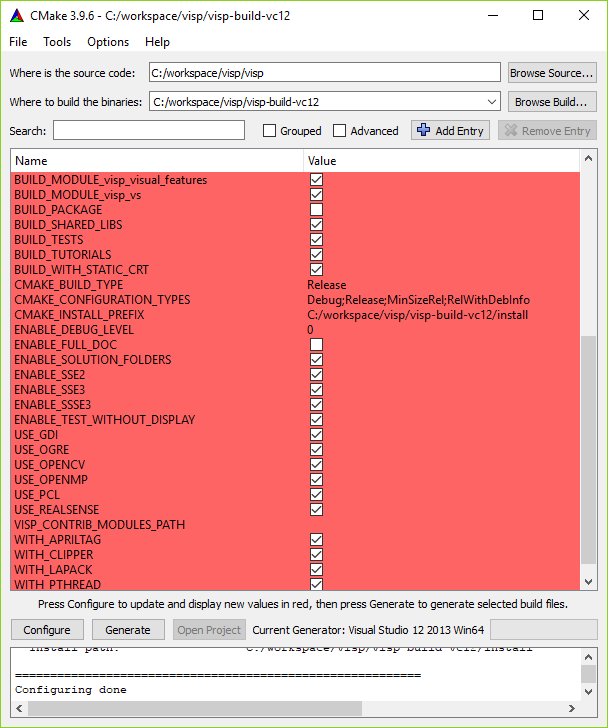 CMake 3.9.6 - C:/workspace/visp/visp-build-vc12
File Tools Options Help
Where is the source code: C:/workspace/visp/visp Browse Source...
Where to build the binaries: C:/workspace/visp/visp-build-vc12 Browse Build...
Search: Grouped Advanced Add Entry Remove Entry
Name Value
BUILD_MODULE_visp_visual_features
BUILD_MODULE_visp_vs
BUILD_PACKAGE
BUILD_SHARED_LIBS
BUILD_TESTS
BUILD_TUTORIALS
BUILD_WITH_STATIC_CRT
CMAKE_BUILD_TYPE Release
CMAKE_CONFIGURATION_TYPES Debug;Release;MinSizeRel;RelWithDebInfo
CMAKE_INSTALL_PREFIX C:/workspace/visp/visp-build-vc12/install
ENABLE_DEBUG_LEVEL 0
ENABLE_FULL_DOC
ENABLE_SOLUTION_FOLDERS
ENABLE_SSE2
ENABLE_SSE3
ENABLE_SSSE3
ENABLE_TEST_WITHOUT_DISPLAY
USE_GDI
USE_OGRE
USE_OPENCV
USE_OPENMP
USE_PCL
USE_REALSENSE
VISP_CONTRIB_MODULES_PATH
WITH_APRILTAG
WITH_CLIPPER
WITH_LAPACK
WITH_PTHREAD
Press Configure to update and display new values in red, then press Generate to generate selected build files.
Configure Generate Open Project Current Generator: Visual Studio 12 2013 Win64
Install path: C:/workspace/visp/visp-build-vc12/install
==========================================================
Configuring done